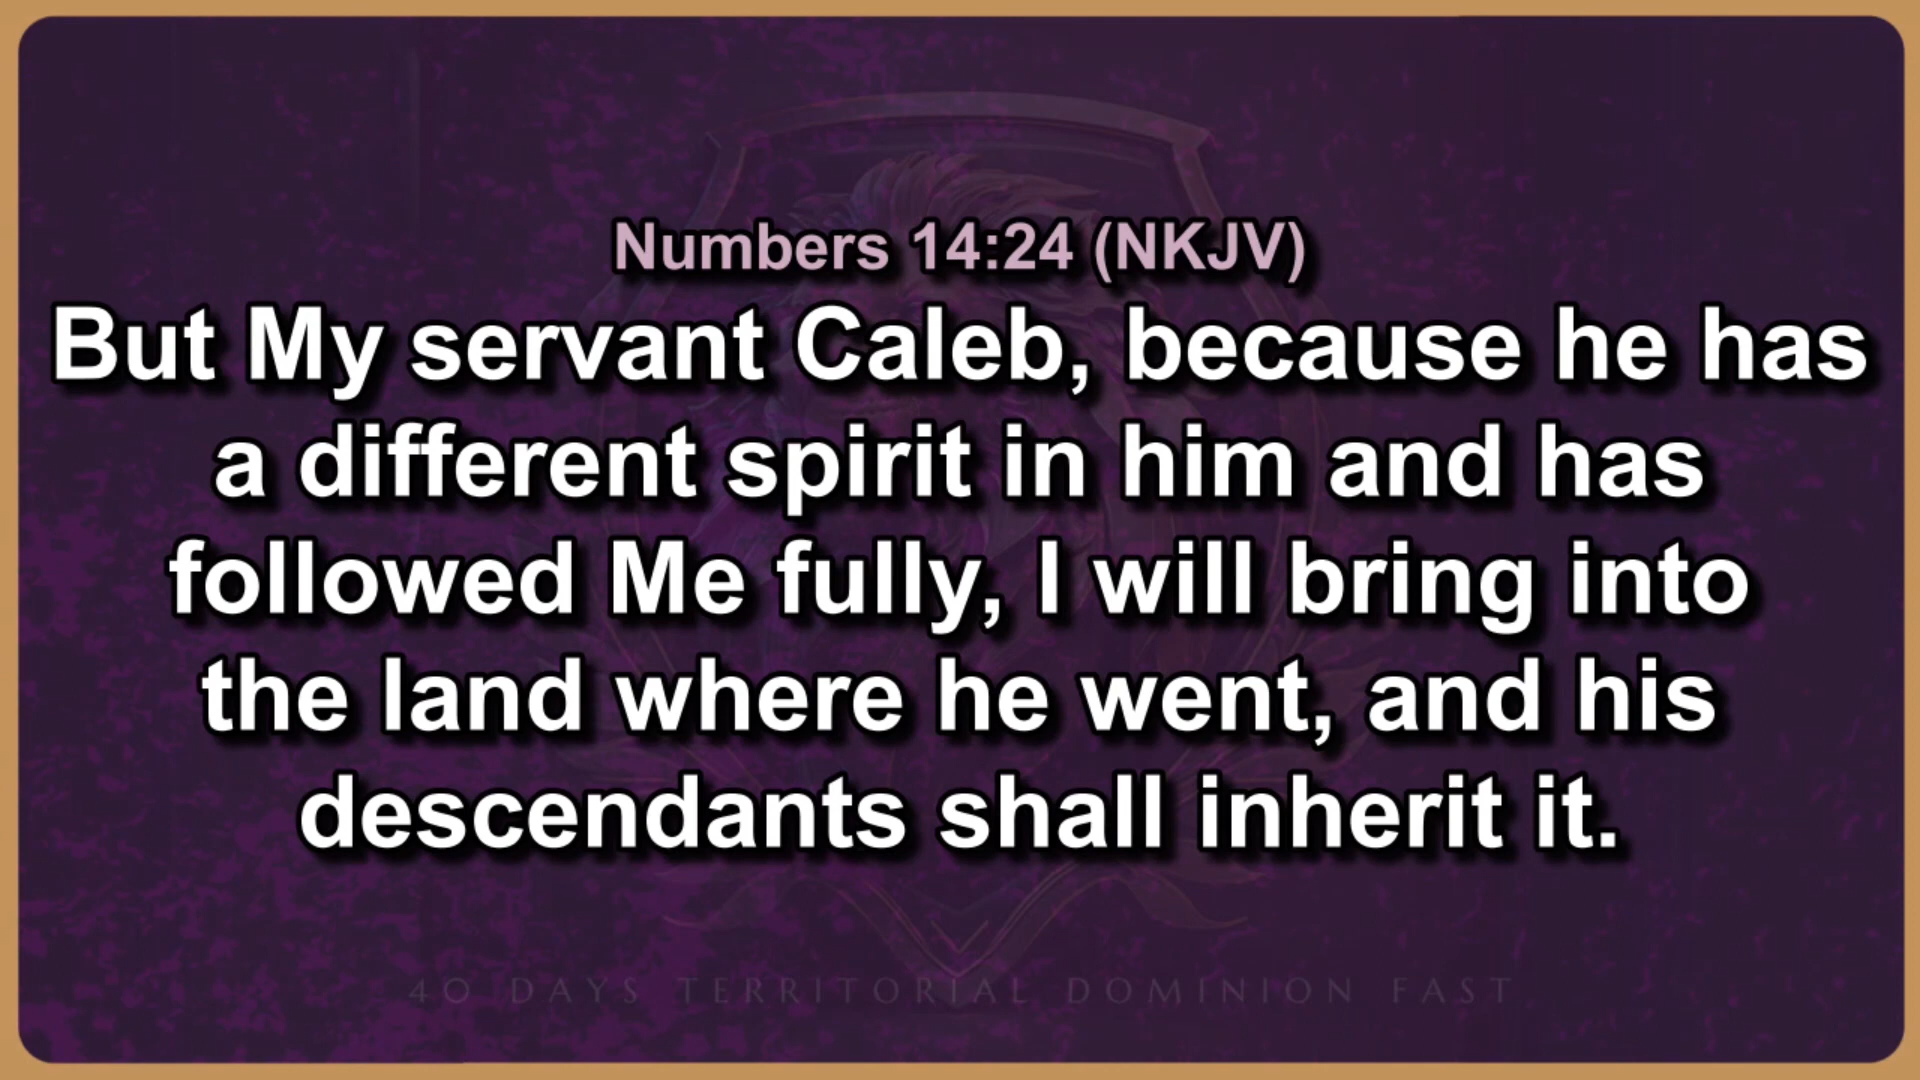 Numbers 14:24 (NKJV)
But My servant Caleb, because he has
a different spirit in him and has
followed Me fully, I will bring into
the land where he went, and his
descendants shall inherit it.
40 DAYS TERRITORIAL DOMINION FAST